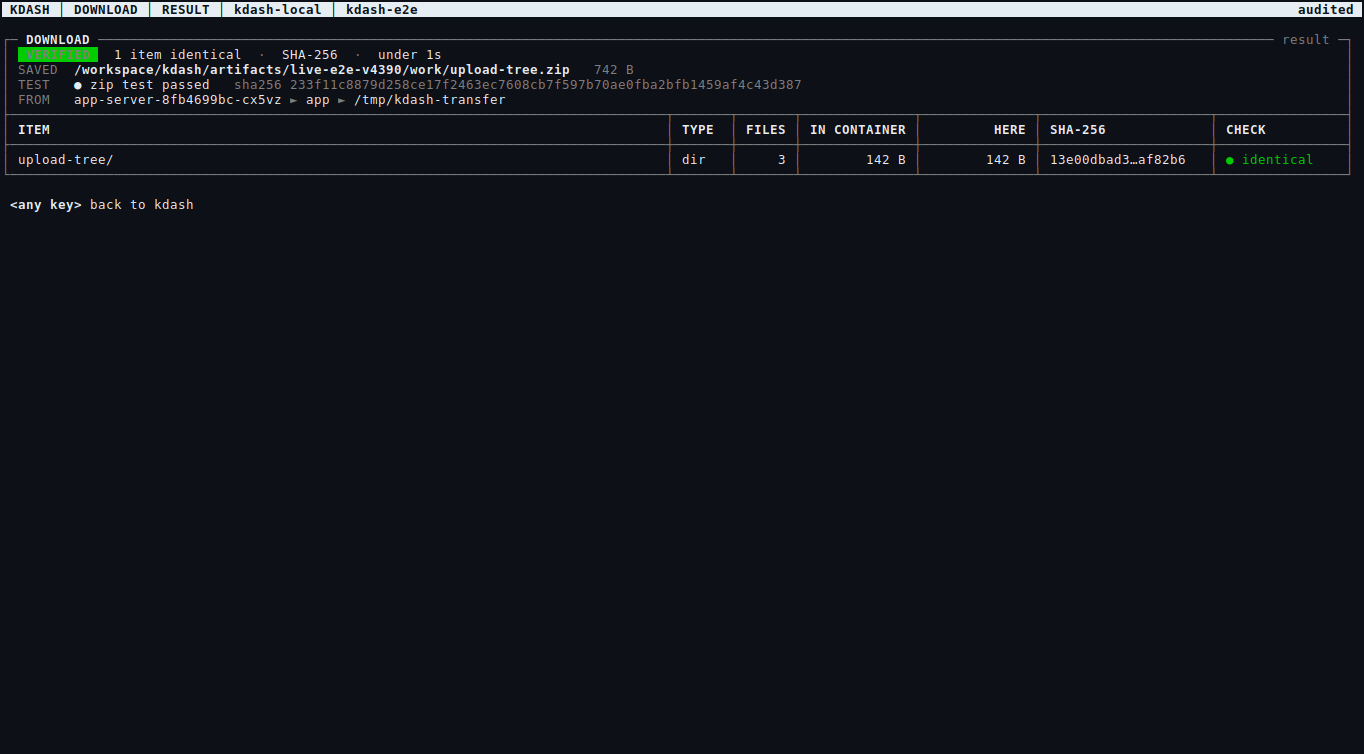 KDASH │ DOWNLOAD │ RESULT │ kdash-local │ kdash-e2e audited
DOWNLOAD result
VERIFIED 1 item identical · SHA-256 · under 1s
SAVED /workspace/kdash/artifacts/live-e2e-v4390/work/upload-tree.zip 742 B
TEST ● zip test passed sha256 233f11c8879d258ce17f2463ec7608cb7f597b70ae0fba2bfb1459af4c43d387
FROM app-server-8fb4699bc-cx5vz ► app ► /tmp/kdash-transfer
ITEM │ TYPE │ FILES │ IN CONTAINER │ HERE │ SHA-256 │ CHECK
upload-tree/ │ dir │ 3 │ 142 B │ 142 B │ 13e00dbad3…af82b6 │ ● identical
<any key> back to kdash